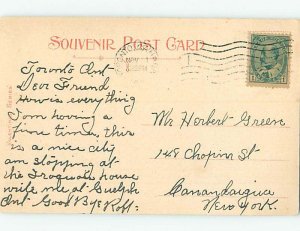 SOUVENIR POST CARD
Toronto Ont
Dear Friend
How is everything
I am having a
fine time, this
is a nice city
am stopping at
the Iroquois house
write me at Guelph
Ont Good Bye
Mr Herbert Green
148 Chapin St
Canandaigua
New York.